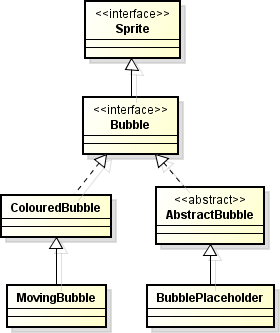 <<interface>>
Sprite
<<interface>>
Bubble
ColouredBubble
<<abstract>>
AbstractBubble
MovingBubble
BubblePlaceholder